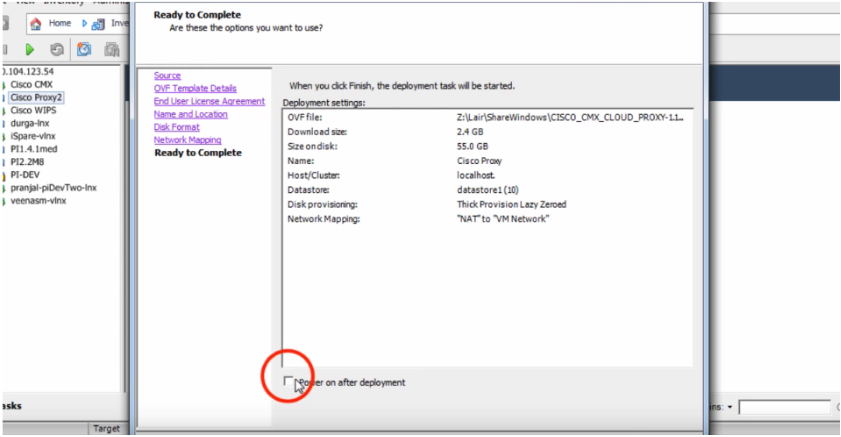 View Inventory
Home
Inve
Ready to Complete
Are these the options you want to use?
0.104.123.54
Cisco CMX
Cisco Proxy2
Cisco WIPS
durga-lnx
iSpare-vlnx
PI1.4.1med
PI2.2M8
PI-DEV
pranjal-piDevTwo-lnx
veenasm-vlnx
Source
OVF Template Details
End User License Agreement
Name and Location
Disk Format
Network Mapping
Ready to Complete
When you click Finish, the deployment task will be started.
Deployment settings:
OVF file: Z:\Lair\ShareWindows\CISCO_CMX_CLOUD_PROXY-1.1...
Download size: 2.4 GB
Size on disk: 55.0 GB
Name: Cisco Proxy
Host/Cluster: localhost.
Datastore: datastore1 (10)
Disk provisioning: Thick Provision Lazy Zeroed
Network Mapping: "NAT" to "VM Network"
Power on after deployment
asks
ins:
Target